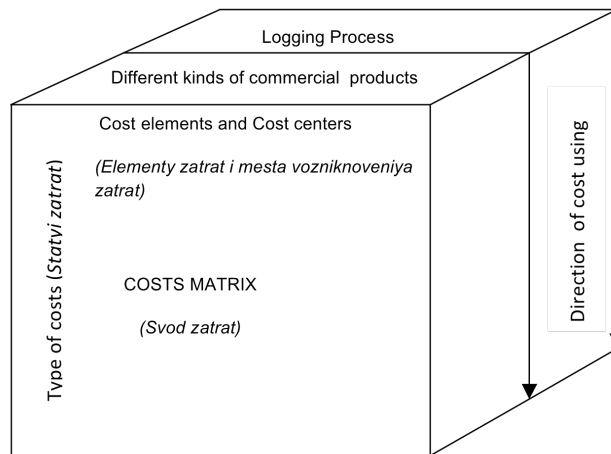 Logging Process
Different kinds of commercial products
Cost elements and Cost centers
(Elementy zatrat i mesta vozniknoveniya
zatrat)
Type of costs (Statvi zatrat)
COSTS MATRIX
(Svod zatrat)
Direction of cost using